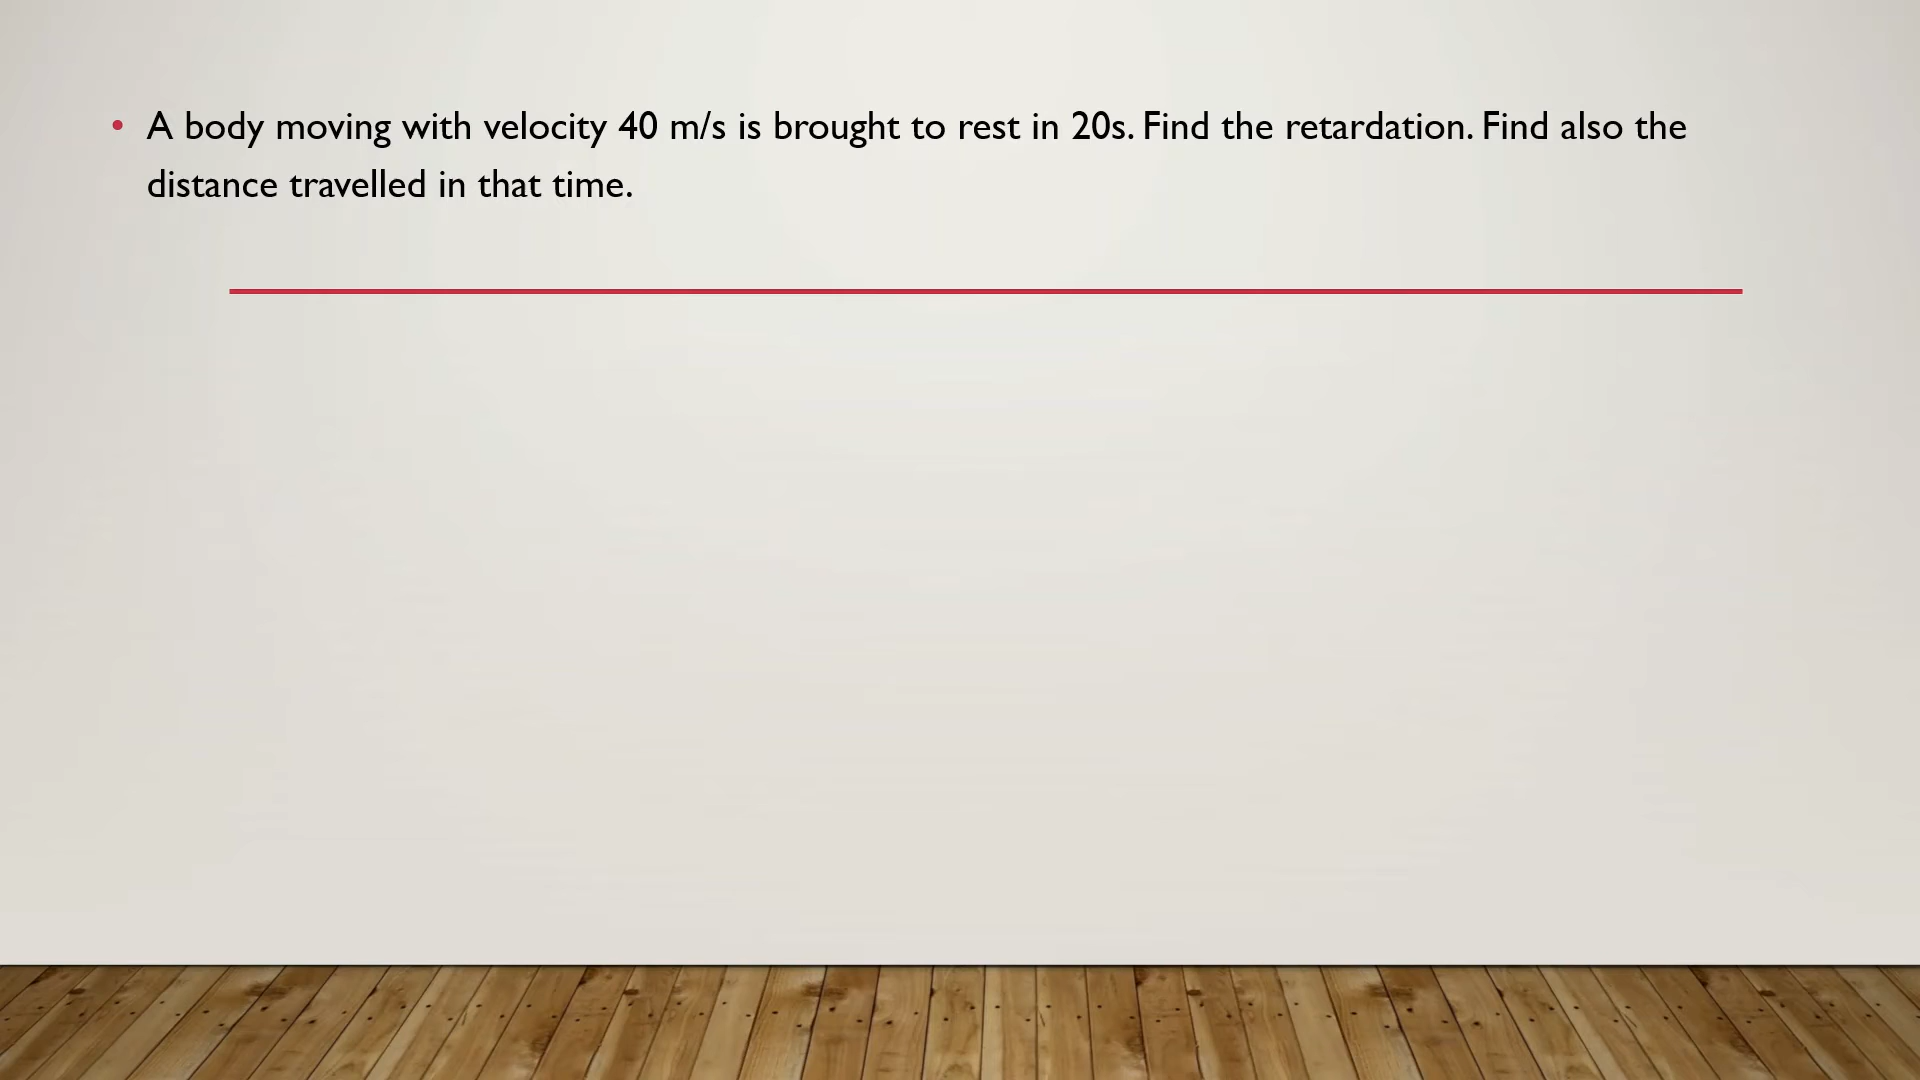 • A body moving with velocity 40 m/s is brought to rest in 20s. Find the retardation. Find also the
distance travelled in that time.